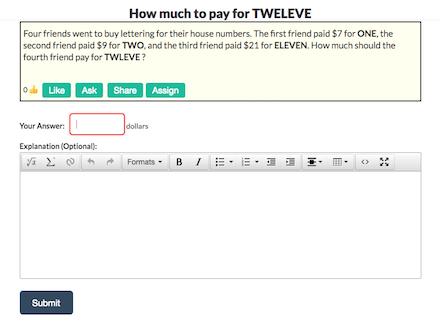 How much to pay for TWELEVE
Four friends went to buy lettering for their house numbers. The first friend paid $7 for ONE, the
second friend paid $9 for TWO, and the third friend paid $21 for ELEVEN. How much should the
fourth friend pay for TWLEVE ?
0 👍 Like Ask Share Assign
Your Answer: dollars
Explanation (Optional):
Formats B I
Submit